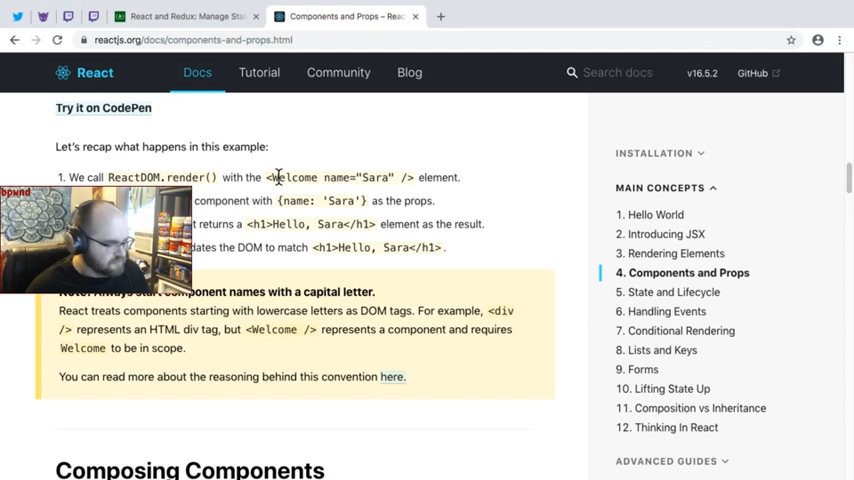 React and Redux: Manage Stat
Components and Props – Reac
reactjs.org/docs/components-and-props.html
React
Docs
Tutorial
Community
Blog
Search docs
v16.5.2
GitHub
Try it on CodePen
Let's recap what happens in this example:
1. We call ReactDOM.render() with the <Welcome name="Sara" /> element.
component with {name: 'Sara'} as the props.
t returns a <h1>Hello, Sara</h1> element as the result.
dates the DOM to match <h1>Hello, Sara</h1>.
bpwnd
Note! Always start component names with a capital letter.
React treats components starting with lowercase letters as DOM tags. For example, <div
/> represents an HTML div tag, but <Welcome /> represents a component and requires
Welcome to be in scope.
You can read more about the reasoning behind this convention here.
Composing Components
INSTALLATION
MAIN CONCEPTS
1. Hello World
2. Introducing JSX
3. Rendering Elements
4. Components and Props
5. State and Lifecycle
6. Handling Events
7. Conditional Rendering
8. Lists and Keys
9. Forms
10. Lifting State Up
11. Composition vs Inheritance
12. Thinking In React
ADVANCED GUIDES